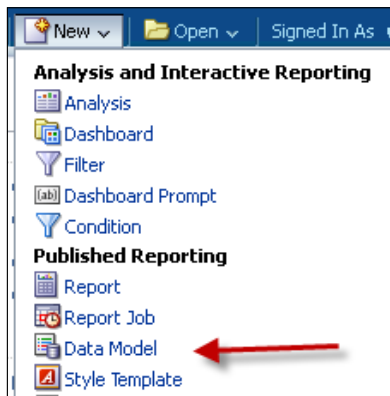 New Open Signed In As
Analysis and Interactive Reporting
Analysis
Dashboard
Filter
(ab) Dashboard Prompt
Condition
Published Reporting
Report
Report Job
Data Model
A Style Template